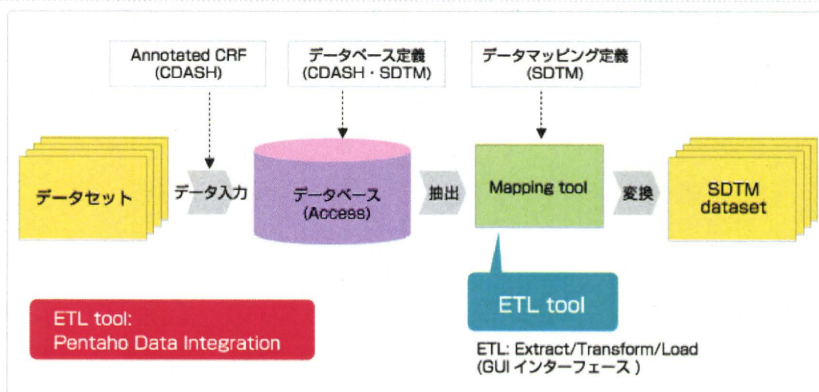 Annotated CRF
(CDASH)
データベース定義
(CDASH・SDTM)
データマッピング定義
(SDTM)
データセット
データ入力
データベース
(Access)
抽出
Mapping tool
変換
SDTM
dataset
ETL tool
ETL tool:
Pentaho Data Integration
ETL: Extract/Transform/Load
(GUI インターフェース )